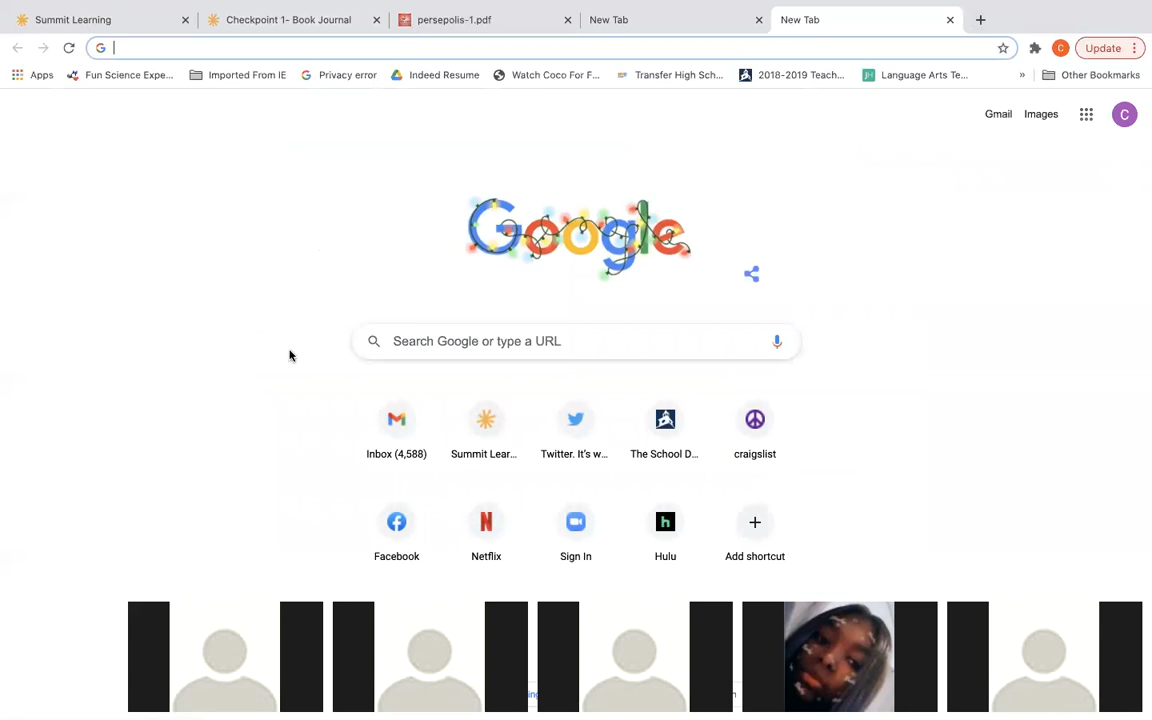 Summit Learning
Checkpoint 1- Book Journal
persepolis-1.pdf
New Tab
New Tab
C
Update
Apps
Fun Science Expe...
Imported From IE
Privacy error
Indeed Resume
Watch Coco For F...
Transfer High Sch...
2018-2019 Teach...
Language Arts Te...
»
Other Bookmarks
Gmail
Images
C
Google
Search Google or type a URL
Inbox (4,588)
Summit Lear...
Twitter. It's w...
The School D...
craigslist
Facebook
Netflix
Sign In
Hulu
Add shortcut